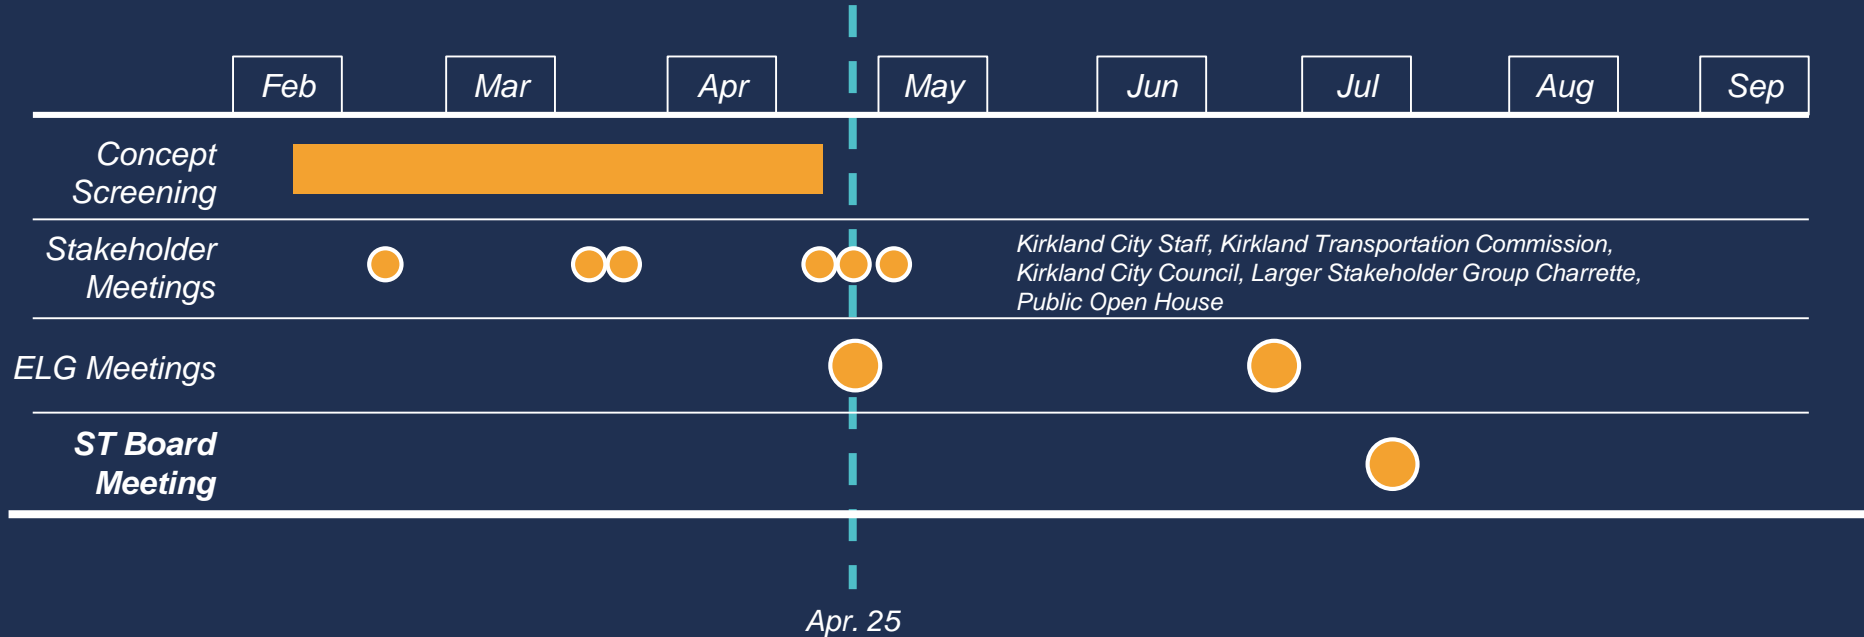 Feb Mar Apr May Jun Jul Aug Sep
Concept
Screening
Stakeholder
Meetings
Kirkland City Staff, Kirkland Transportation Commission,
Kirkland City Council, Larger Stakeholder Group Charrette,
Public Open House
ELG Meetings
ST Board
Meeting
Apr. 25